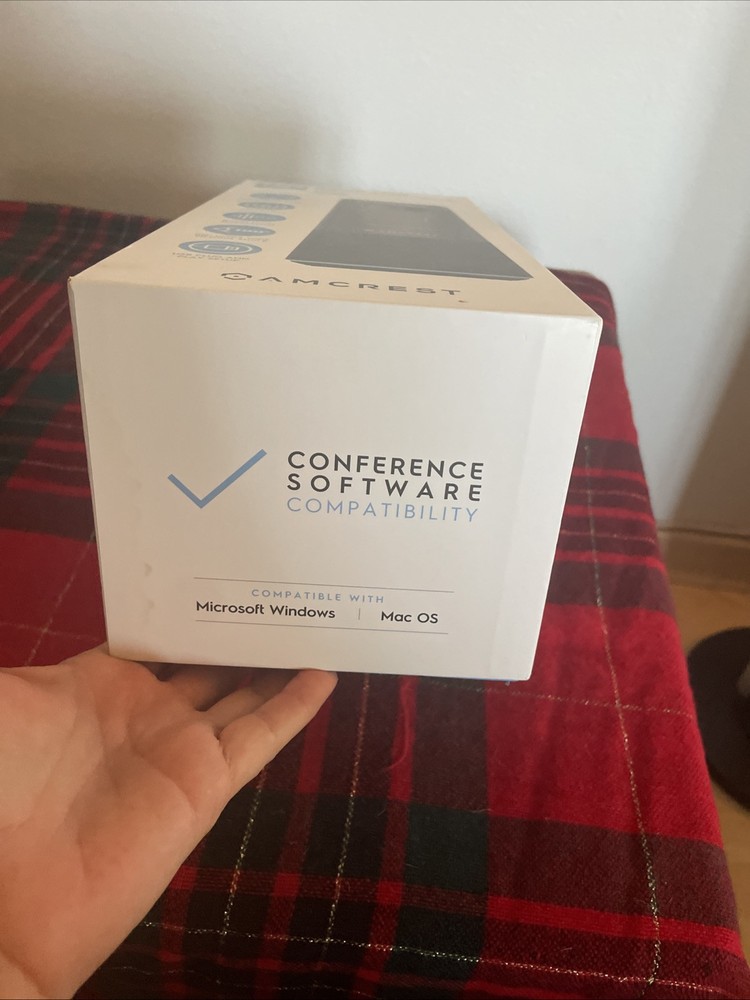 AMCREST
CONFERENCE
SOFTWARE
COMPATIBILITY
COMPATIBLE WITH
Microsoft Windows | Mac OS